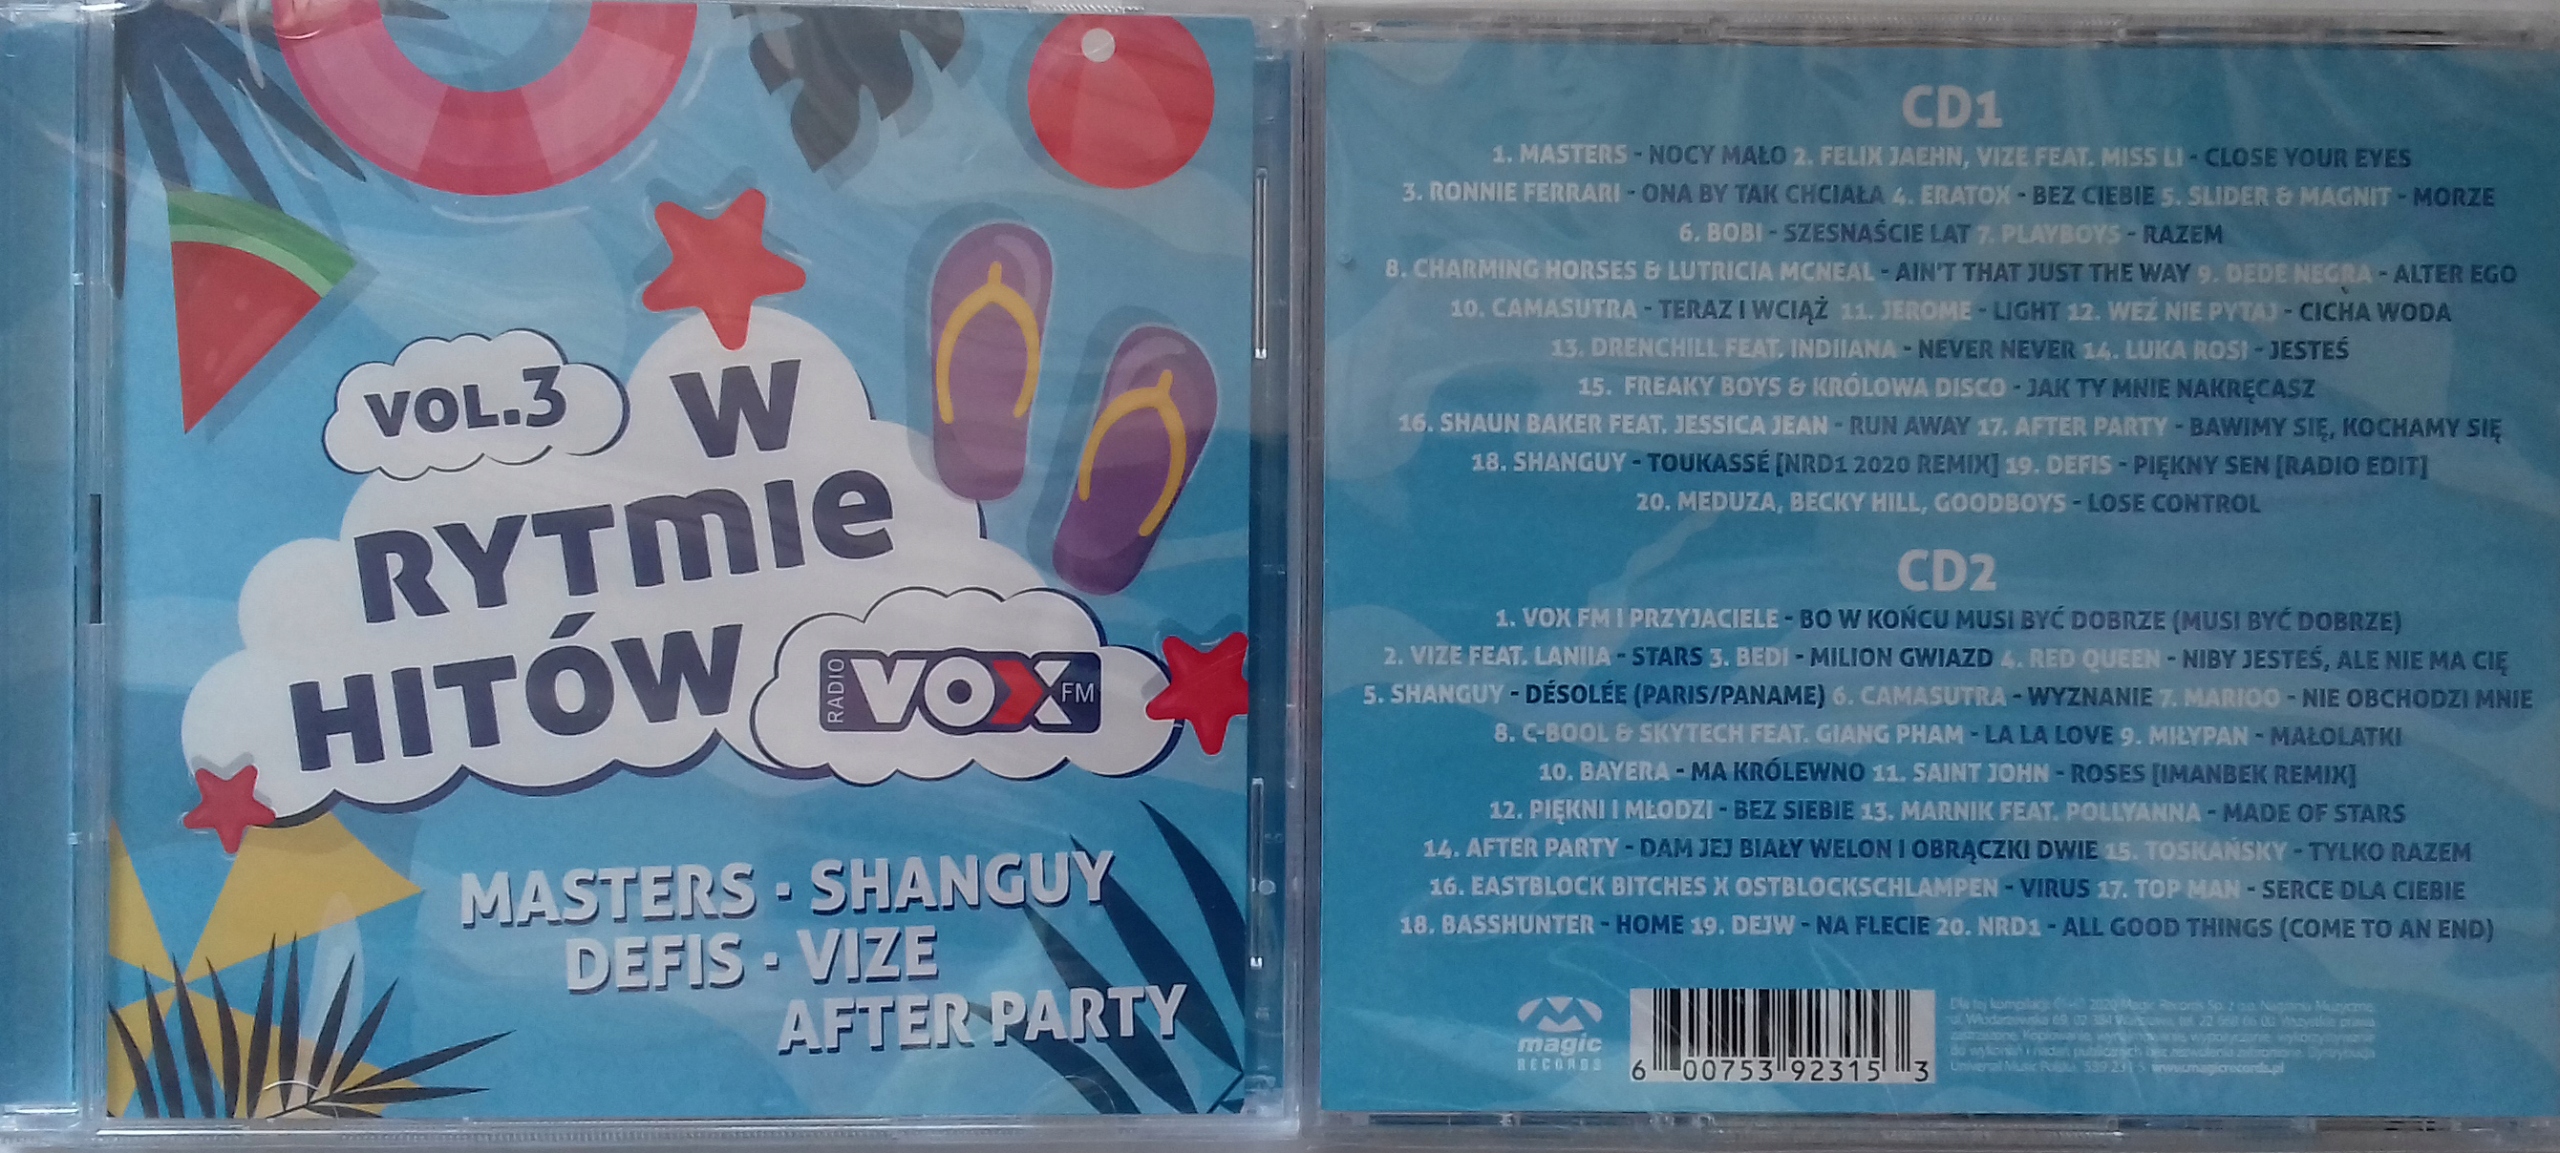 VOL.3
W
RYTMIE
HITÓW
RADIO VOX FM
MASTERS - SHANGUY
DEFIS - VIZE
AFTER PARTY
CD1
1. MASTERS - NOCY MAŁO 2. FELIX JAEHN, VIZE FEAT. MISS LI - CLOSE YOUR EYES
3. RONNIE FERRARI - ONA BY TAK CHCIAŁA 4. ERATOX - BEZ CIEBIE 5. SLIDER & MAGNIT - MORZE
6. BOBI - SZESNAŚCIE LAT 7. PLAYBOYS - RAZEM
8. CHARMING HORSES & LUTRICIA MCNEAL - AIN'T THAT JUST THE WAY 9. DEDE NEGRA - ALTER EGO
10. CAMASUTRA - TERAZ I WCIĄŻ 11. JEROME - LIGHT 12. WEŹ NIE PYTAJ - CICHA WODA
13. DRENCHILL FEAT. INDIIANA - NEVER NEVER 14. LUKA ROSI - JESTEŚ
15. FREAKY BOYS & KRÓLOWA DISCO - JAK TY MNIE NAKRĘCASZ
16. SHAUN BAKER FEAT. JESSICA JEAN - RUN AWAY 17. AFTER PARTY - BAWIMY SIĘ, KOCHAMY SIĘ
18. SHANGUY - TOUKASSÉ [NRD1 2020 REMIX] 19. DEFIS - PIĘKNY SEN [RADIO EDIT]
20. MEDUZA, BECKY HILL, GOODBOYS - LOSE CONTROL
CD2
1. VOX FM I PRZYJACIELE - BO W KOŃCU MUSI BYĆ DOBRZE (MUSI BYĆ DOBRZE)
2. VIZE FEAT. LANIIA - STARS 3. BEDI - MILION GWIAZD 4. RED QUEEN - NIBY JESTEŚ, ALE NIE MA CIĘ
5. SHANGUY - DÉSOLÉE (PARIS/PANAME) 6. CAMASUTRA - WYZNANIE 7. MARIOO - NIE OBCHODZI MNIE
8. C-BOOL & SKYTECH FEAT. GIANG PHAM - LA LA LOVE 9. MIŁYPAN - MAŁOLATKI
10. BAYERA - MA KRÓLEWNO 11. SAINT JOHN - ROSES [IMANBEK REMIX]
12. PIĘKNI I MŁODZI - BEZ SIEBIE 13. MARNIK FEAT. POLLYANNA - MADE OF STARS
14. AFTER PARTY - DAM JEJ BIAŁY WELON I OBRĄCZKI DWIE 15. TOSKAŃSKY - TYLKO RAZEM
16. EASTBLOCK BITCHES X OSTBLOCKSCHLAMPEN - VIRUS 17. TOP MAN - SERCE DLA CIEBIE
18. BASSHUNTER - HOME 19. DEJW - NA FLECIE 20. NRD1 - ALL GOOD THINGS (COME TO AN END)
magic
RECORDS
6 00753 92315 3
www.magicrecords.pl